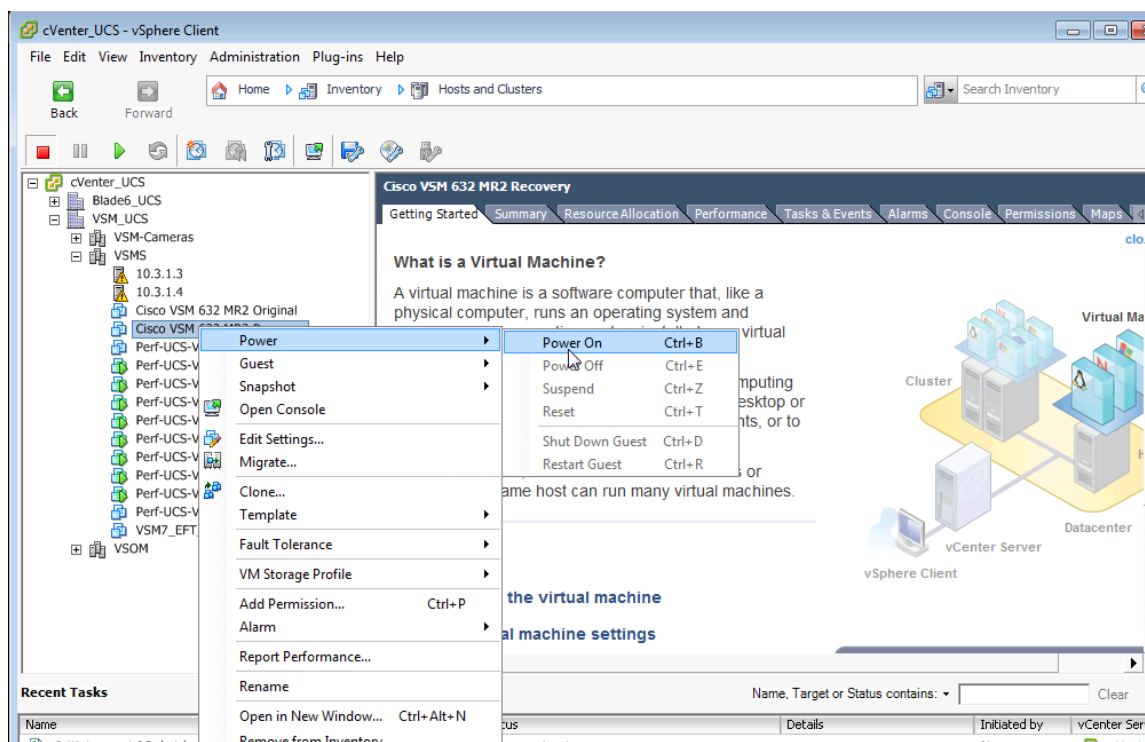 cVenter_UCS - vSphere Client
File Edit View Inventory Administration Plug-ins Help
Back Forward
Home Inventory Hosts and Clusters
Search Inventory
cVenter_UCS
Blade6_UCS
VSM_UCS
VSM-Cameras
VSMS
10.3.1.3
10.3.1.4
Cisco VSM 632 MR2 Original
Cisco VSM
Perf-UCS-V
Perf-UCS-V
Perf-UCS-V
Perf-UCS-V
Perf-UCS-V
Perf-UCS-V
Perf-UCS-V
Perf-UCS-V
Perf-UCS-V
Perf-UCS-V
VSM7_EFT_
VSOM
Power
Guest
Snapshot
Open Console
Edit Settings...
Migrate...
Clone...
Template
Fault Tolerance
VM Storage Profile
Add Permission... Ctrl+P
Alarm
Report Performance...
Rename
Open in New Window... Ctrl+Alt+N
Remove from Inventory
Power On Ctrl+B
Power Off Ctrl+E
Suspend Ctrl+Z
Reset Ctrl+T
Shut Down Guest Ctrl+D
Restart Guest Ctrl+R
Cisco VSM 632 MR2 Recovery
Getting Started Summary Resource Allocation Performance Tasks & Events Alarms Console Permissions Maps
clo
What is a Virtual Machine?
A virtual machine is a software computer that, like a
physical computer, runs an operating system and
virtual
mputing
esktop or
nts, or to
s or
ame host can run many virtual machines.
the virtual machine
al machine settings
Virtual Ma
Cluster
Datacenter
vCenter Server
vSphere Client
Recent Tasks
Name, Target or Status contains: Clear
Name tus Details Initiated by vCenter Ser